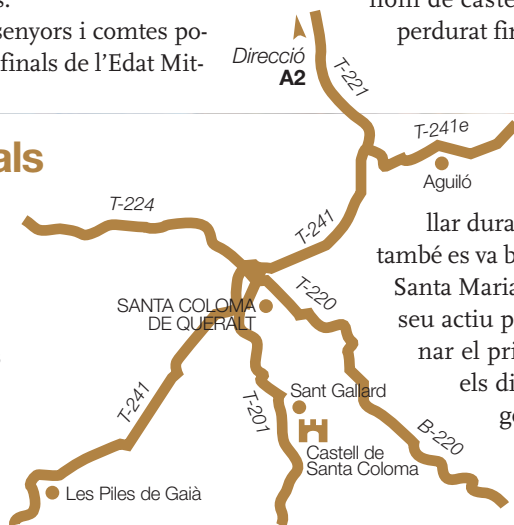 s.
senyors i comtes po-
finals de l'Edat Mit-
nom de caste
perdurat fin
Direcció
A2
T-221
T-241e
Aguiló
als
T-224
T-241
llar dura
també es va b
Santa Maria
seu actiu p
nar el pri
els di
ge
SANTA COLOMA
DE QUERALT
T-220
T-241
T-201
Sant Gallard
Castell de
Santa Coloma
B-220
Les Piles de Gaià